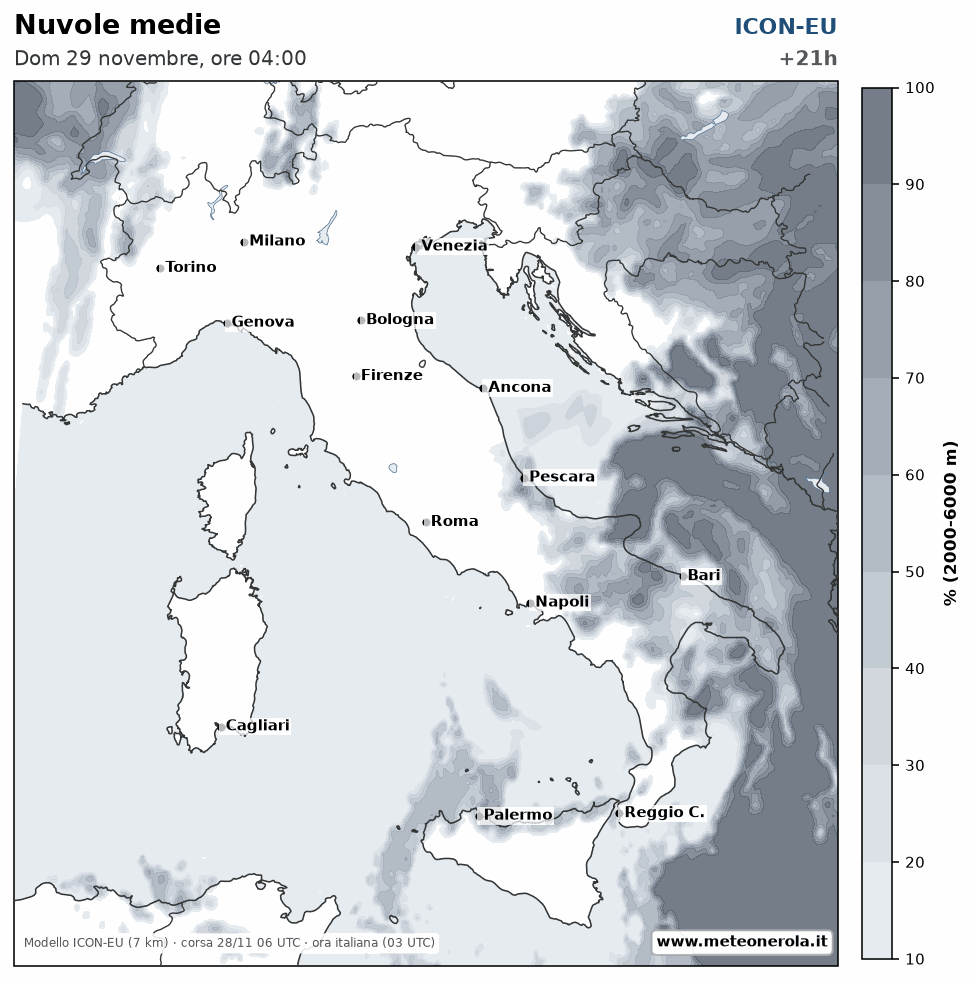 Nuvole medie
ICON-EU
Dom 29 novembre, ore 04:00
+21h
Milano
Venezia
Torino
Genova
Bologna
Firenze
Ancona
Pescara
Roma
Bari
Napoli
Cagliari
Palermo
Reggio C.
Modello ICON-EU (7 km) · corsa 28/11 06 UTC · ora italiana (03 UTC)
www.meteonerola.it
100
90
80
70
60
50
40
30
20
10
% (2000-6000 m)